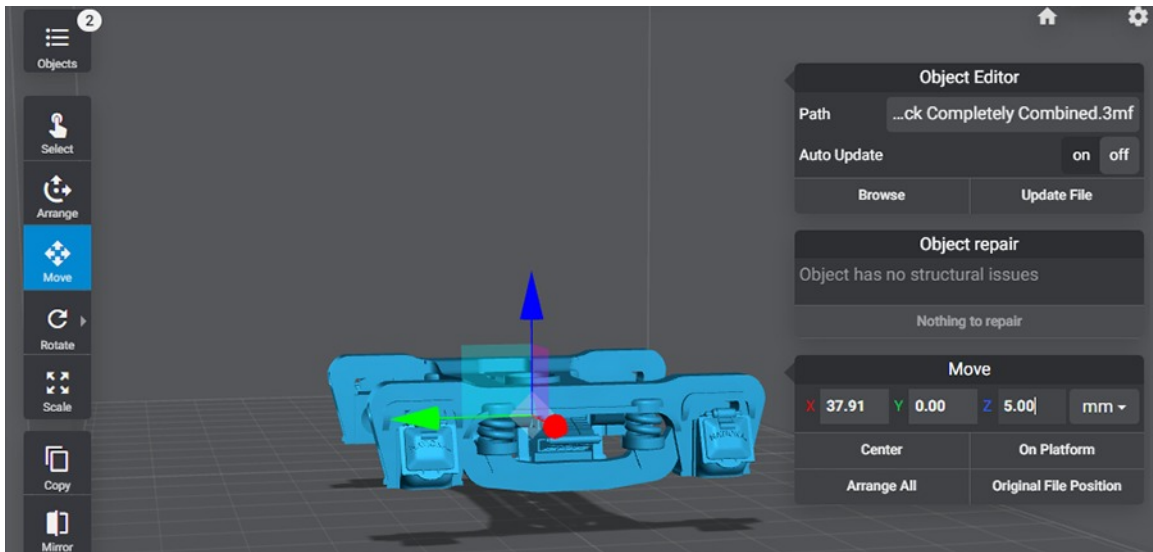 2
Objects
Select
Arrange
Move
Rotate
Scale
Copy
Mirror
Object Editor
Path ...ck Completely Combined.3mf
Auto Update on off
Browse Update File
Object repair
Object has no structural issues
Nothing to repair
Move
X 37.91 Y 0.00 Z 5.00 mm
Center On Platform
Arrange All Original File Position
NATIONAL
NATIONAL